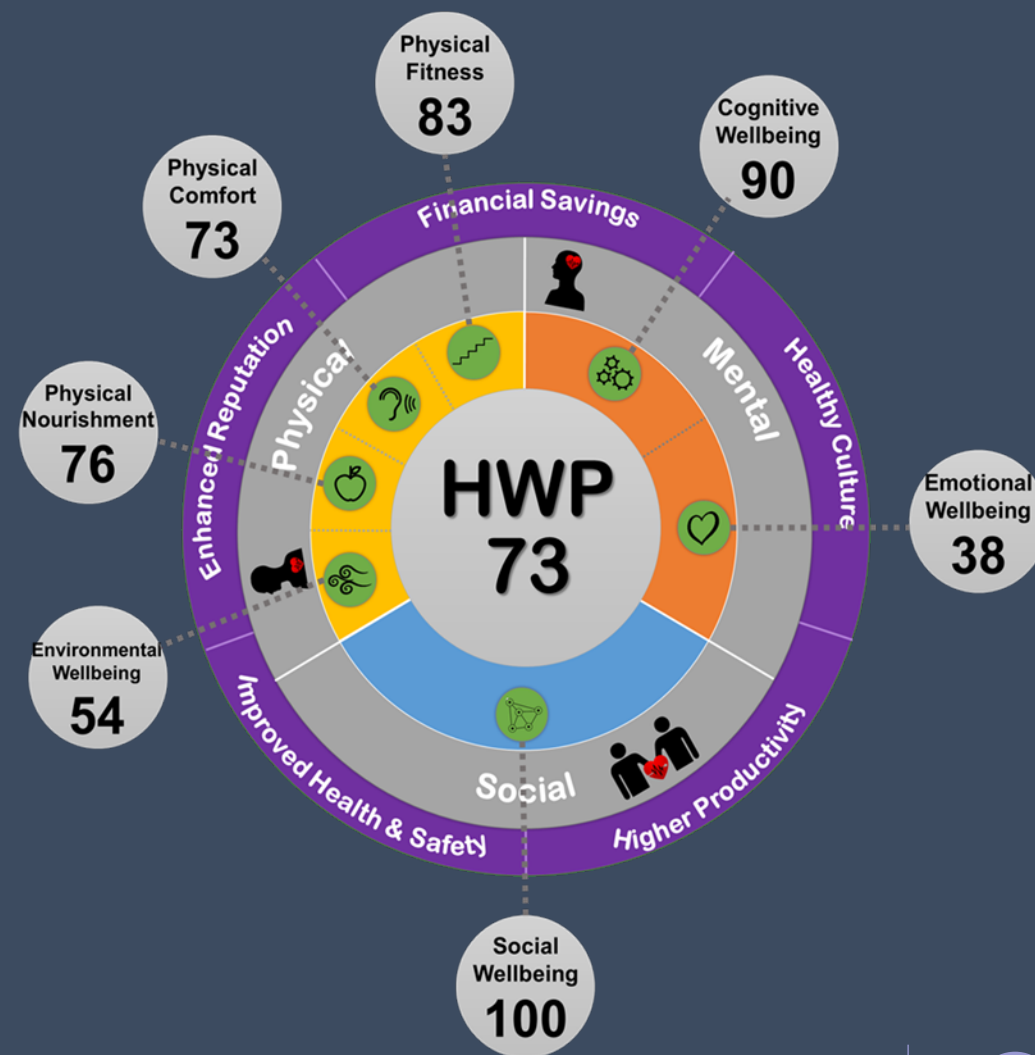 Physical
Fitness
83
Cognitive
Wellbeing
90
Physical
Comfort
73
Financial Savings
Enhanced Reputation
Physical
Mental
Healthy Culture
Physical
Nourishment
76
HWP
73
Emotional
Wellbeing
38
Environmental
Wellbeing
54
Improved Health & Safety
Social
Higher Productivity
Social
Wellbeing
100